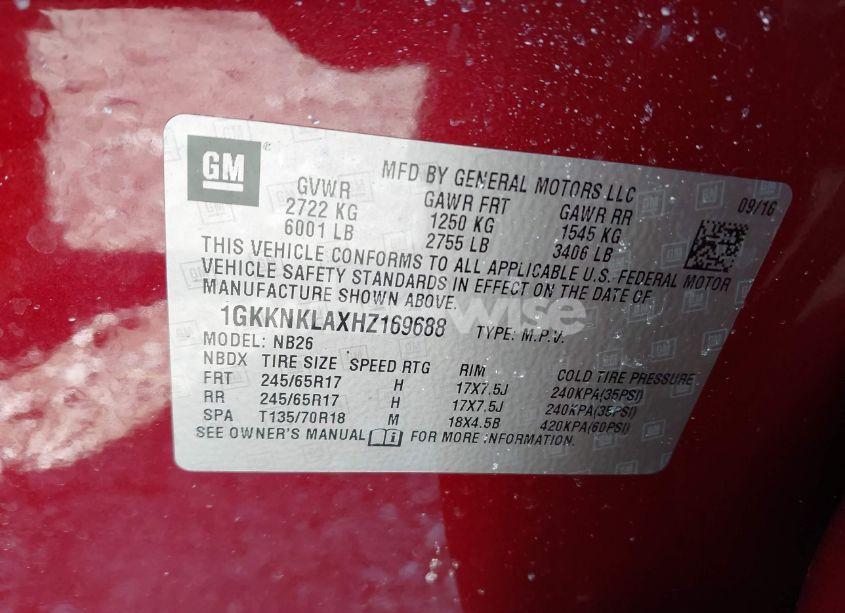 GM
MFD BY GENERAL MOTORS LLC
09/16
GVWR GAWR FRT GAWR RR
2722 KG 1250 KG 1545 KG
6001 LB 2755 LB 3406 LB
THIS VEHICLE CONFORMS TO ALL APPLICABLE U.S. FEDERAL MOTOR
VEHICLE SAFETY STANDARDS IN EFFECT ON THE DATE OF
MANUFACTURE SHOWN ABOVE.
1GKKNKLAXHZ169688 TYPE: M.P.V.
MODEL: NB26
NBDX TIRE SIZE SPEED RTG RIM COLD TIRE PRESSURE
FRT 245/65R17 H 17X7.5J 240KPA(35PSI)
RR 245/65R17 H 17X7.5J 240KPA(35PSI)
SPA T135/70R18 M 18X4.5B 420KPA(60PSI)
SEE OWNER'S MANUAL FOR MORE INFORMATION.